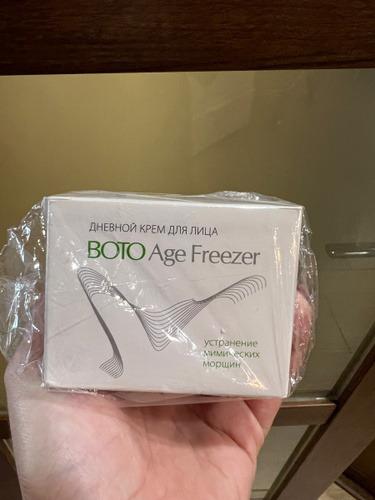 ДНЕВНОЙ КРЕМ ДЛЯ ЛИЦА
BOTO Age Freezer
устранение
мимических
морщин